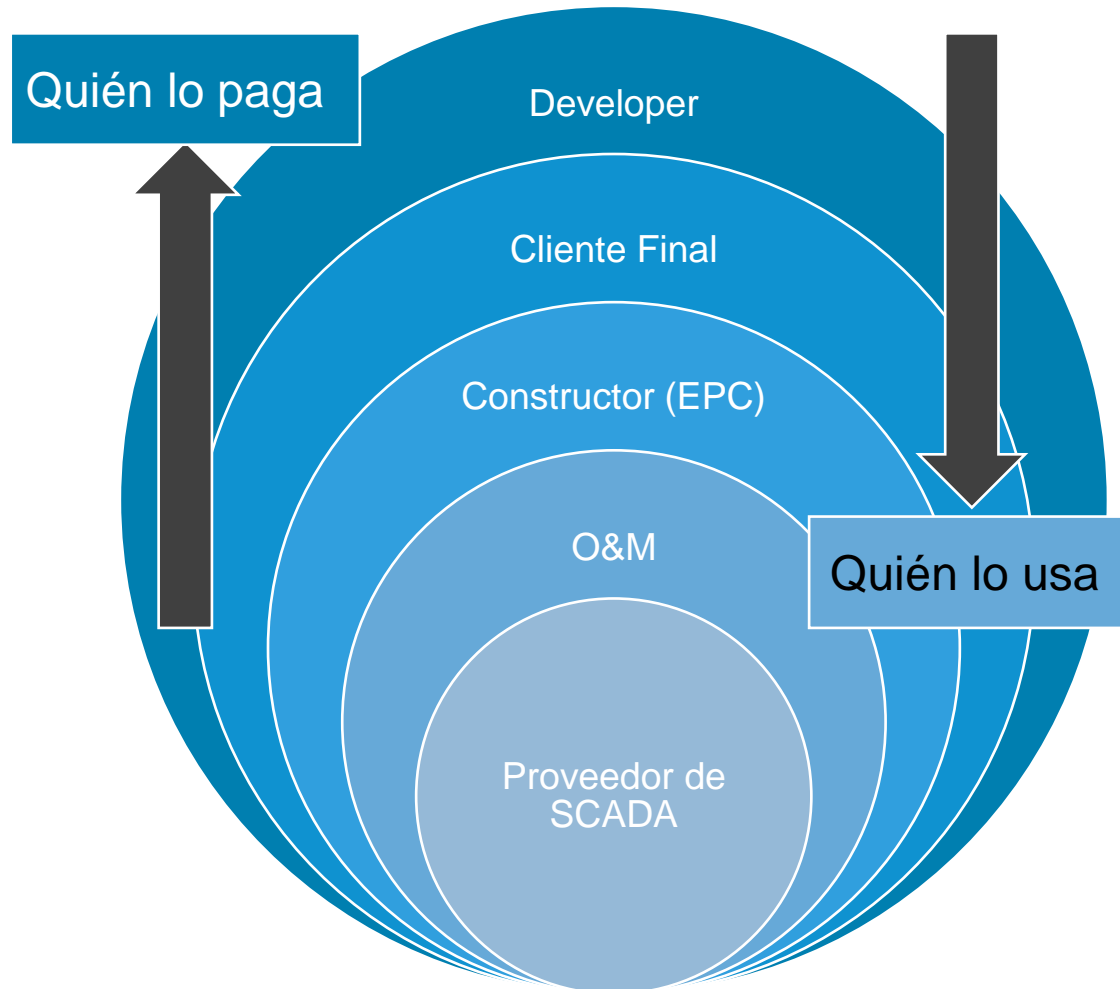 Quién lo paga
Developer
Cliente Final
Constructor (EPC)
O&M
Quién lo usa
Proveedor de
SCADA